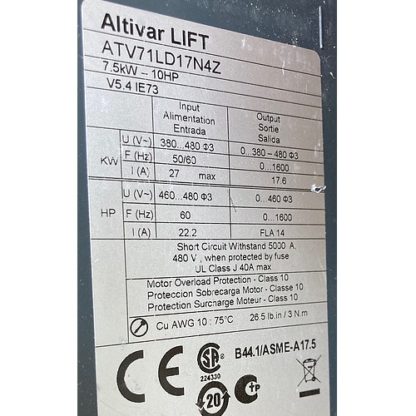 Altivar LIFT
ATV71LD17N4Z
7.5kW – 10HP
V5.4 IE73
Input Output
Alimentation Sortie
Entrada Salida
KW U (V~) 380...480 Φ3 0...380 – 480 Φ3
F (Hz) 50/60 0...1600
I (A) 27 max 17.6
HP U (V~) 460...480 Φ3 0...460 Φ3
F (Hz) 60 0...1600
I (A) 22.2 FLA 14
Short Circuit Withstand 5000 A,
480 V , when protected by fuse
UL Class J 40A max
Motor Overload Protection - Class 10
Proteccion Sobrecarga Motor - Classe 10
Protection Surcharge Moteur - Class 10
Cu AWG 10 : 75°C 26.5 lb.in / 3 N.m
CE SA 224330 B44.1/ASME-A17.5
20